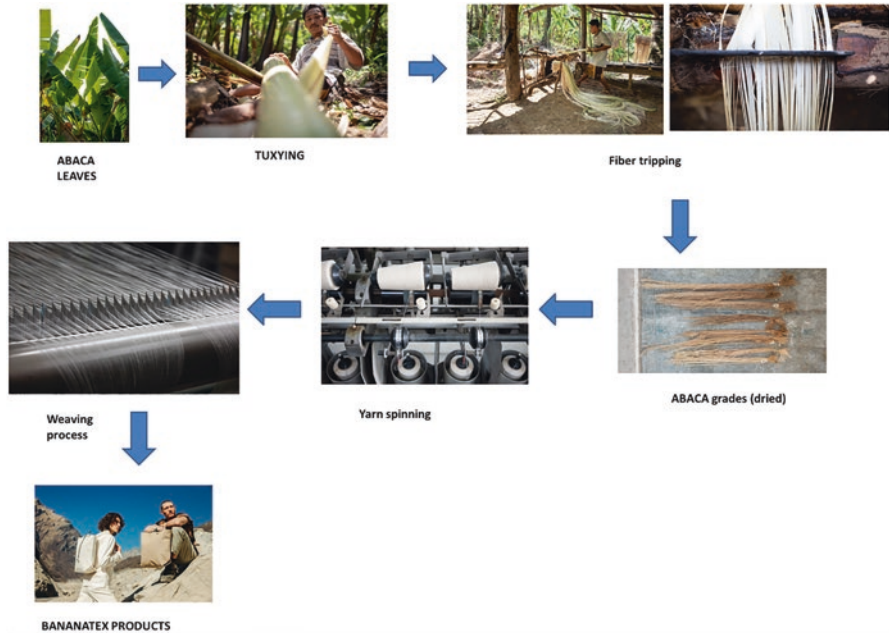 ABACA
LEAVES
TUXYING
Fiber tripping
ABACA grades (dried)
Yarn spinning
Weaving
process
BANANATEX PRODUCTS